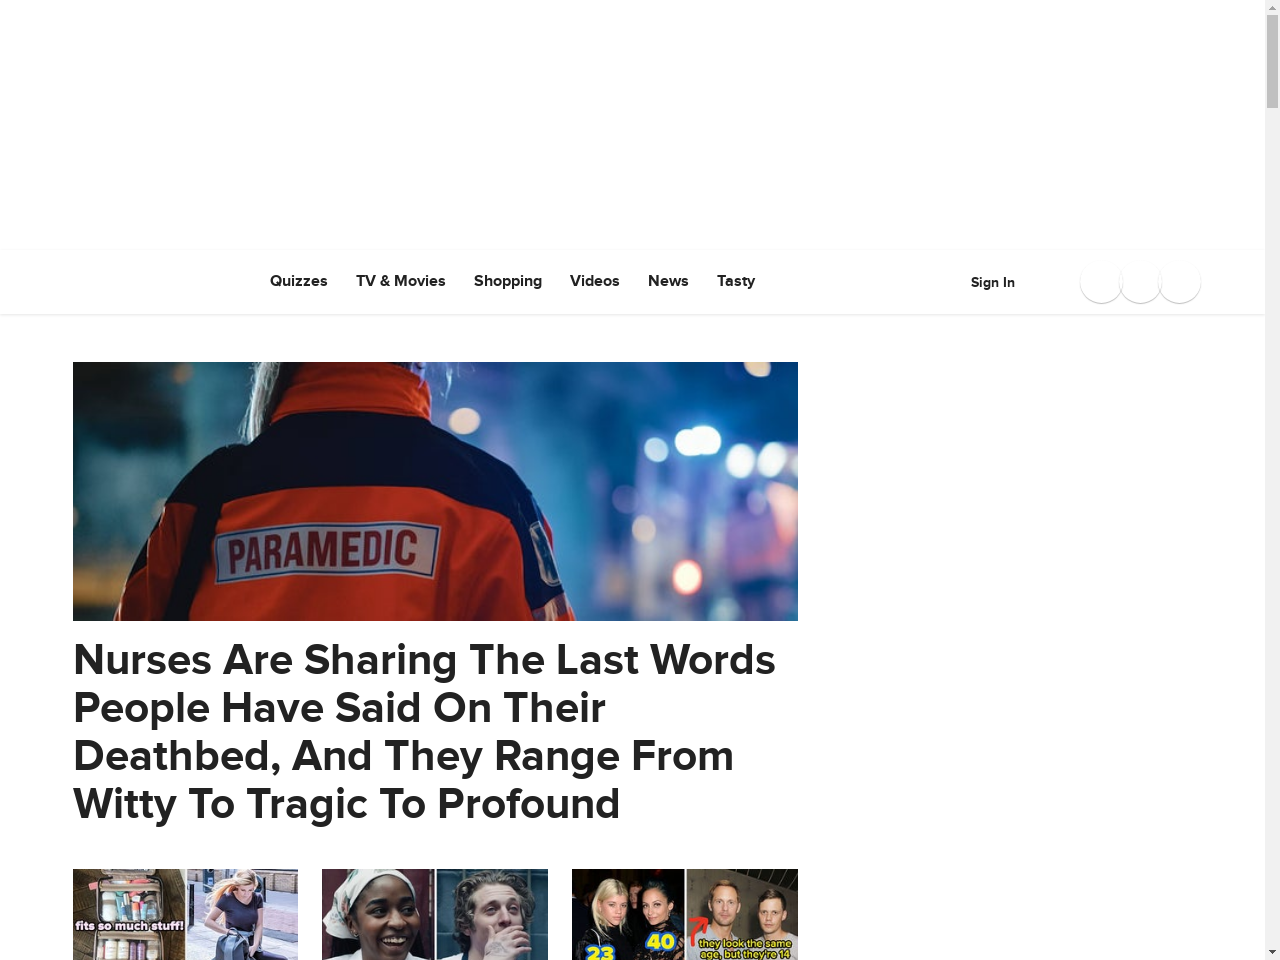 Quizzes TV & Movies Shopping Videos News Tasty Sign In
PARAMEDIC
Nurses Are Sharing The Last Words
People Have Said On Their
Deathbed, And They Range From
Witty To Tragic To Profound
fits so much stuff!
23
40
they look the same
age, but they're 14